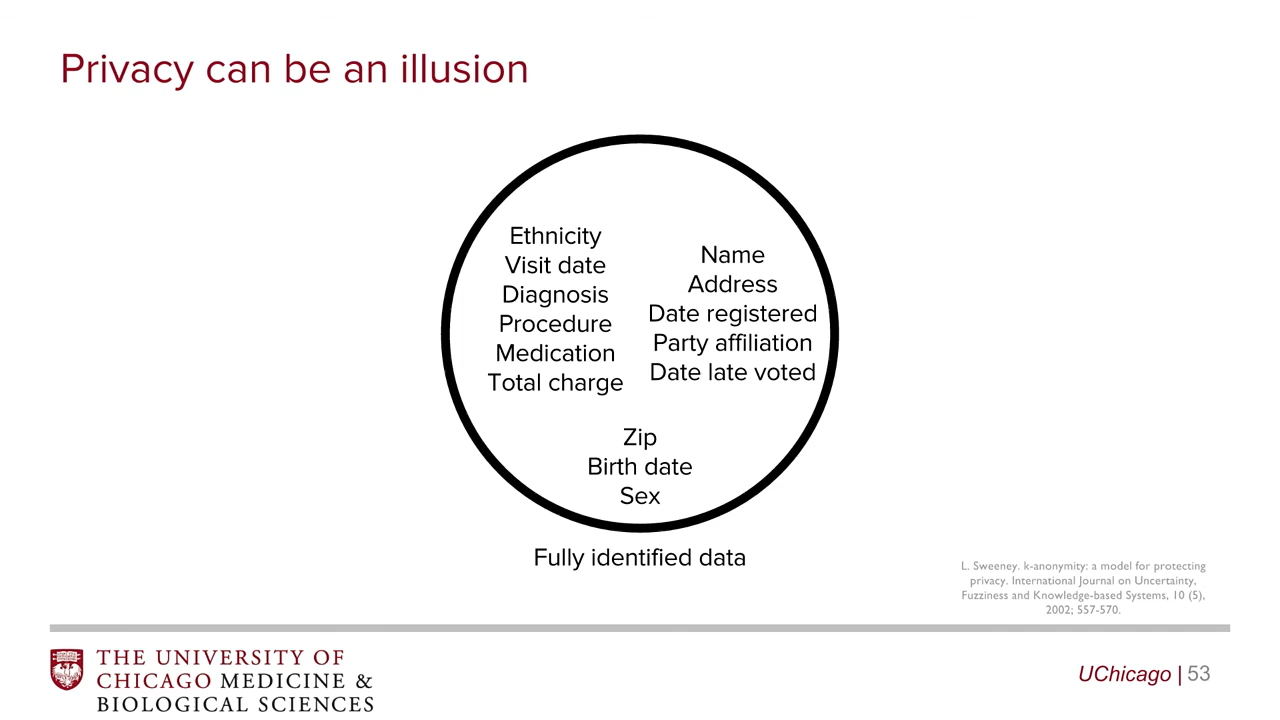 Privacy can be an illusion
Ethnicity
Visit date
Diagnosis
Procedure
Medication
Total charge
Name
Address
Date registered
Party affiliation
Date late voted
Zip
Birth date
Sex
Fully identified data
L. Sweeney. k-anonymity: a model for protecting
privacy. International Journal on Uncertainty,
Fuzziness and Knowledge-based Systems, 10 (5),
2002; 557-570.
THE UNIVERSITY OF
CHICAGO MEDICINE &
BIOLOGICAL SCIENCES
UChicago | 53